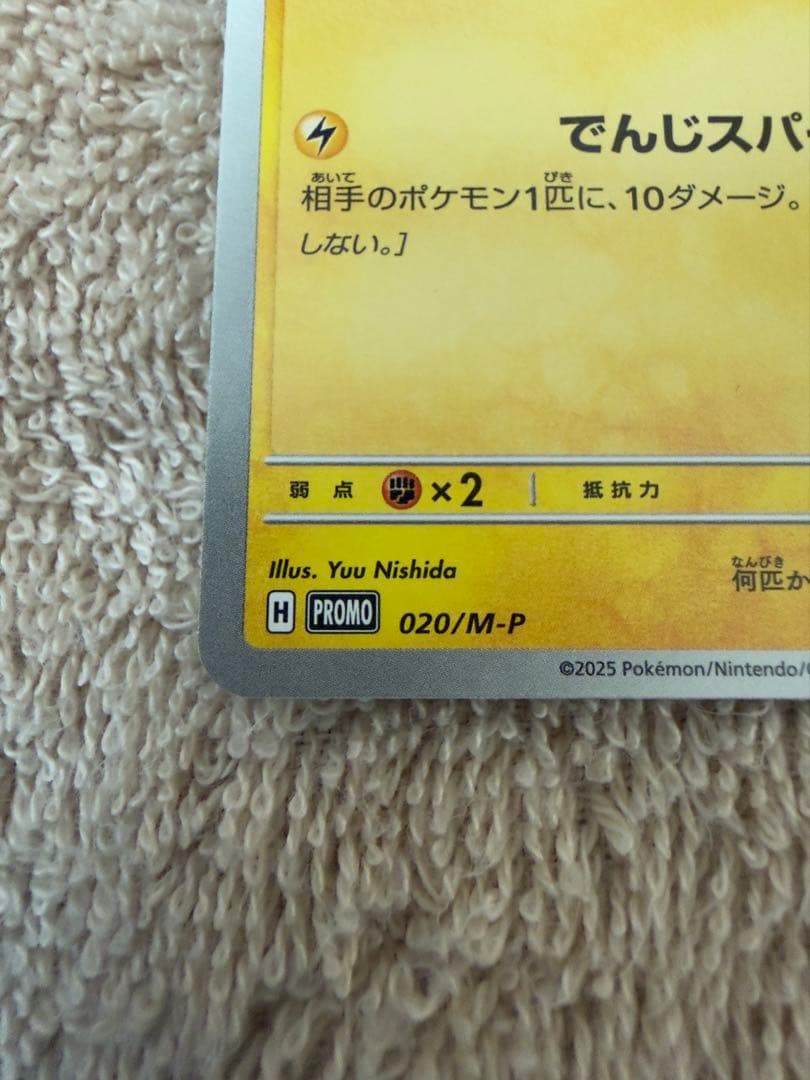 でんじスパ
相手のポケモン1匹に、10ダメージ。
あいて びき
しない。]
弱点 ×2 抵抗力
Illus. Yuu Nishida
なんびき
何匹か
H PROMO 020/M-P
©2025 Pokémon/Nintendo/